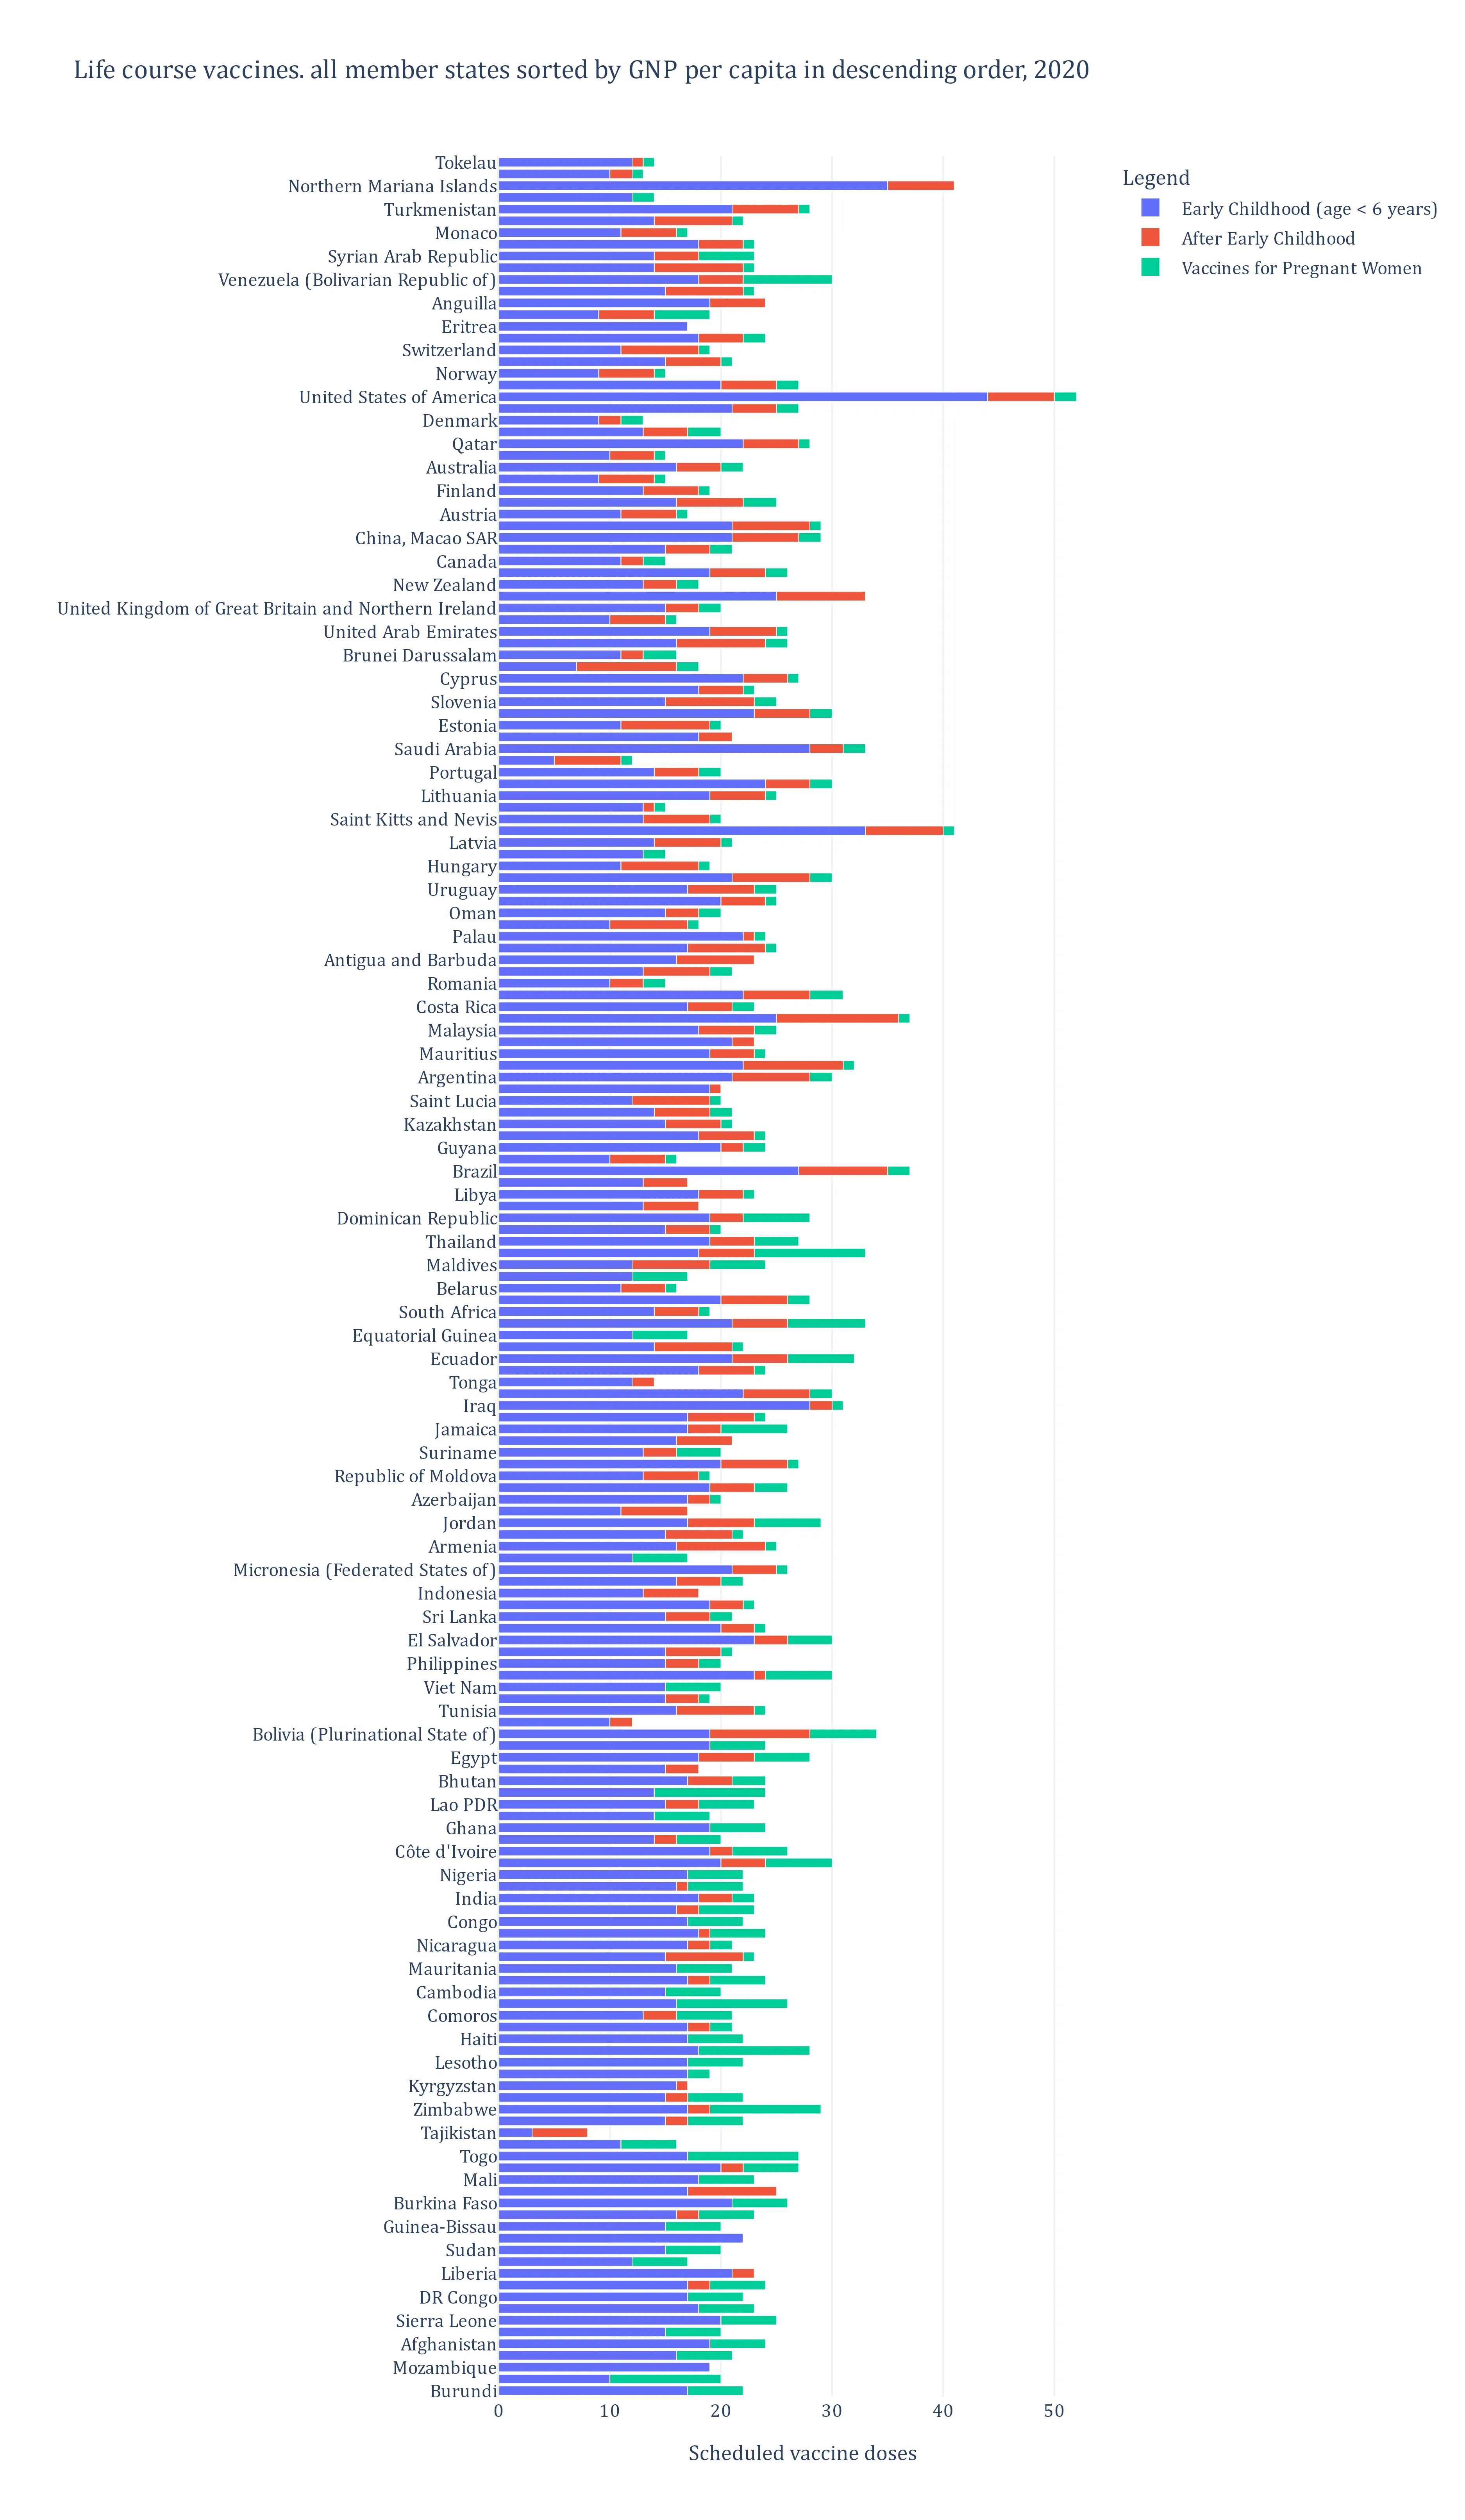 Life course vaccines. all member states sorted by GNP per capita in descending order, 2020
Legend
Early Childhood (age < 6 years)
After Early Childhood
Vaccines for Pregnant Women
Tokelau
Northern Mariana Islands
Turkmenistan
Monaco
Syrian Arab Republic
Venezuela (Bolivarian Republic of)
Anguilla
Eritrea
Switzerland
Norway
United States of America
Denmark
Qatar
Australia
Finland
Austria
China, Macao SAR
Canada
New Zealand
United Kingdom of Great Britain and Northern Ireland
United Arab Emirates
Brunei Darussalam
Cyprus
Slovenia
Estonia
Saudi Arabia
Portugal
Lithuania
Saint Kitts and Nevis
Latvia
Hungary
Uruguay
Oman
Palau
Antigua and Barbuda
Romania
Costa Rica
Malaysia
Mauritius
Argentina
Saint Lucia
Kazakhstan
Guyana
Brazil
Libya
Dominican Republic
Thailand
Maldives
Belarus
South Africa
Equatorial Guinea
Ecuador
Tonga
Iraq
Jamaica
Suriname
Republic of Moldova
Azerbaijan
Jordan
Armenia
Micronesia (Federated States of)
Indonesia
Sri Lanka
El Salvador
Philippines
Viet Nam
Tunisia
Bolivia (Plurinational State of)
Egypt
Bhutan
Lao PDR
Ghana
Côte d'Ivoire
Nigeria
India
Congo
Nicaragua
Mauritania
Cambodia
Comoros
Haiti
Lesotho
Kyrgyzstan
Zimbabwe
Tajikistan
Togo
Mali
Burkina Faso
Guinea-Bissau
Sudan
Liberia
DR Congo
Sierra Leone
Afghanistan
Mozambique
Burundi
0 10 20 30 40 50
Scheduled vaccine doses